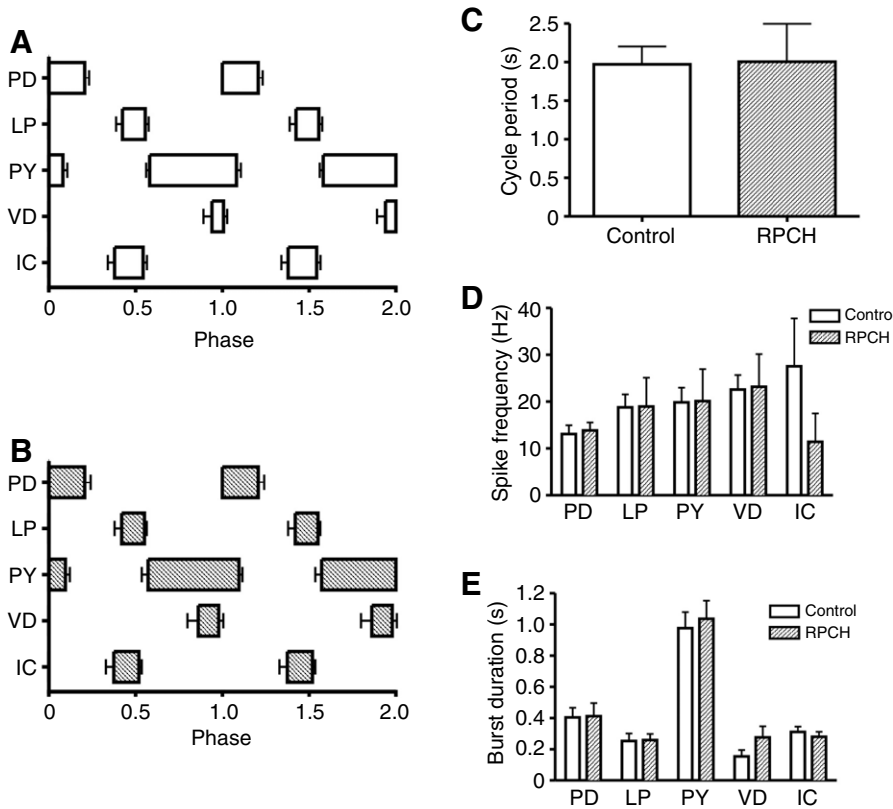 A
PD
LP
PY
VD
IC
0 0.5 1.0 1.5 2.0
Phase
B
PD
LP
PY
VD
IC
0 0.5 1.0 1.5 2.0
Phase
C
Cycle period (s)
2.5
2.0
1.5
1.0
0.5
0
Control RPCH
D
Spike frequency (Hz)
40
30
20
10
0
Contro
RPCH
PD LP PY VD IC
E
Burst duration (s)
1.2
1.0
0.8
0.6
0.4
0.2
0
Control
RPCH
PD LP PY VD IC